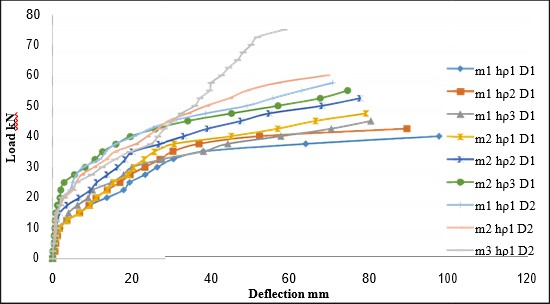 80
70
60
50
40
30
20
10
0
Load kN
0 20 40 60 80 100 120 140
Deflection mm
m1 hρ1 D1
m1 hρ2 D1
m1 hρ3 D1
m2 hρ1 D1
m2 hρ2 D1
m2 hρ3 D1
m1 hρ1 D2
m2 hρ1 D2
m3 hρ1 D2